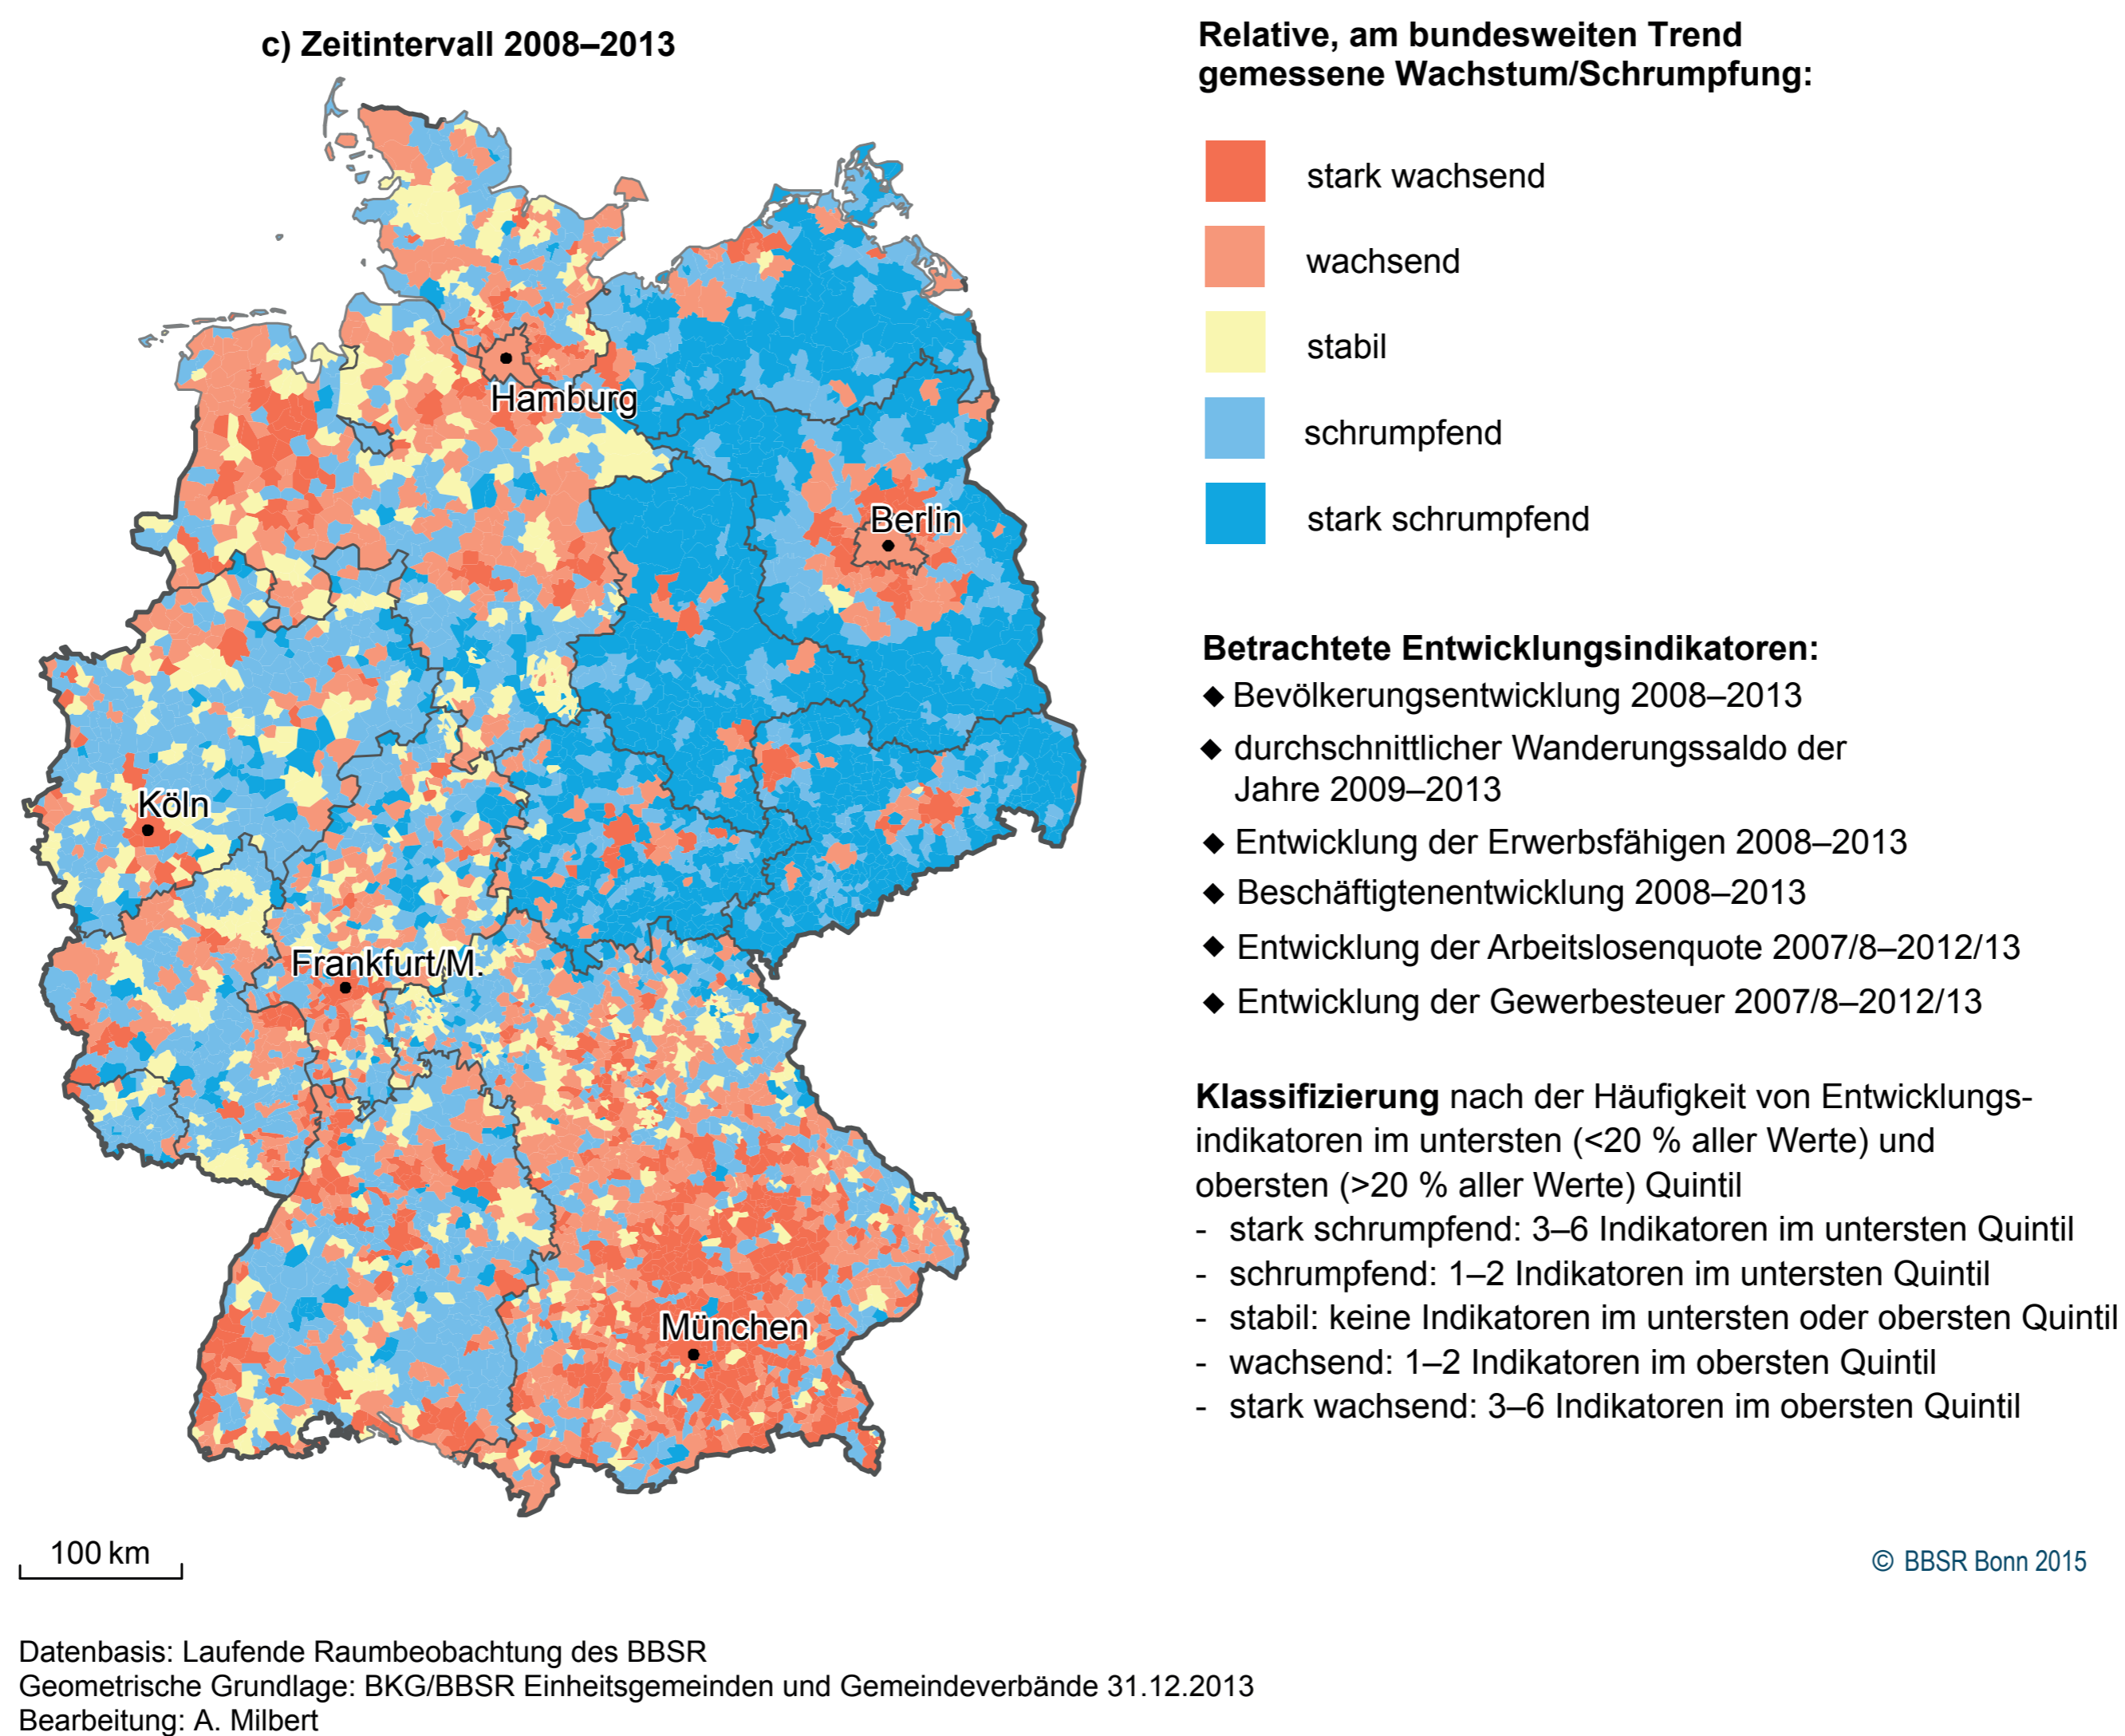 c) Zeitintervall 2008–2013
Hamburg
Berlin
Köln
Frankfurt/M.
München
100 km
Relative, am bundesweiten Trend
gemessene Wachstum/Schrumpfung:
stark wachsend
wachsend
stabil
schrumpfend
stark schrumpfend
Betrachtete Entwicklungsindikatoren:
◆ Bevölkerungsentwicklung 2008–2013
◆ durchschnittlicher Wanderungssaldo der
Jahre 2009–2013
◆ Entwicklung der Erwerbsfähigen 2008–2013
◆ Beschäftigtenentwicklung 2008–2013
◆ Entwicklung der Arbeitslosenquote 2007/8–2012/13
◆ Entwicklung der Gewerbesteuer 2007/8–2012/13
Klassifizierung nach der Häufigkeit von Entwicklungs-
indikatoren im untersten (<20 % aller Werte) und
obersten (>20 % aller Werte) Quintil
- stark schrumpfend: 3–6 Indikatoren im untersten Quintil
- schrumpfend: 1–2 Indikatoren im untersten Quintil
- stabil: keine Indikatoren im untersten oder obersten Quintil
- wachsend: 1–2 Indikatoren im obersten Quintil
- stark wachsend: 3–6 Indikatoren im obersten Quintil
© BBSR Bonn 2015
Datenbasis: Laufende Raumbeobachtung des BBSR
Geometrische Grundlage: BKG/BBSR Einheitsgemeinden und Gemeindeverbände 31.12.2013
Bearbeitung: A. Milbert